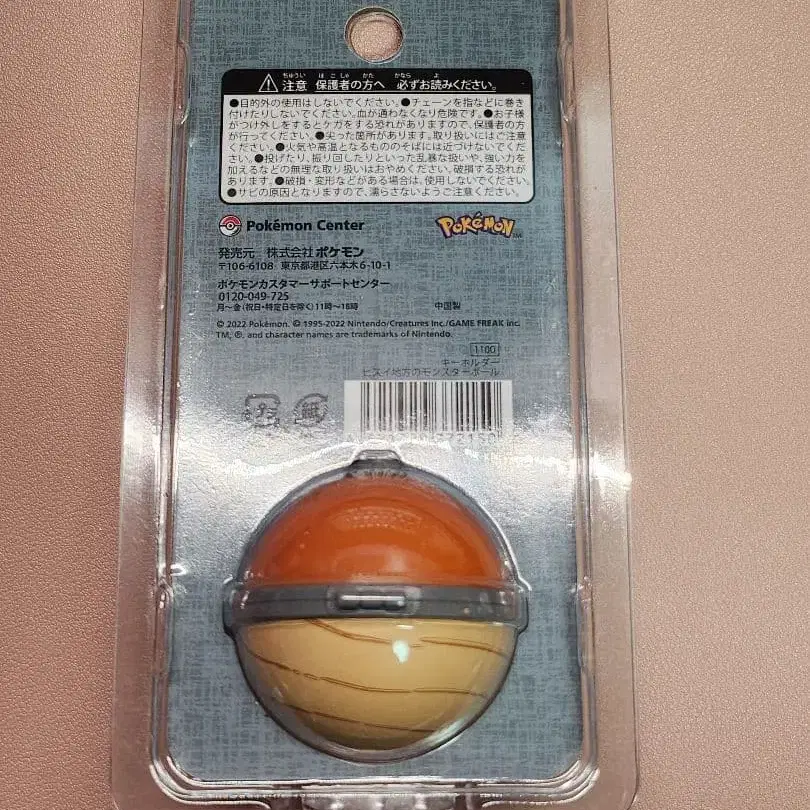 注意 保護者の方へ 必ずお読みください。
●目的外の使用はしないでください。●チェーンを指などに巻き
付けたりしないでください。血が通わなくなり危険です。●お子様
がつけ外しをするとケガをする恐れがありますので、保護者の方
が行ってください。●尖った箇所があります。取り扱いにはご注意
ください。●火気や高温となるもののそばには近づけないでくだ
さい。●投げたり、振り回したりといった乱暴な扱いや、強い力を
加えるなどの無理な取り扱いはおやめください。破損する恐れが
あります。●破損・変形などがある場合は、使用しないでください。
●サビの原因となりますので、濡らさないようご注意ください。
Pokémon Center
POKéMON
発売元 株式会社ポケモン
〒106-6108 東京都港区六本木6-10-1
ポケモンカスタマーサポートセンター
0120-049-725
月～金(祝日・特定日を除く)11時～18時
中国製
© 2022 Pokémon. © 1995-2022 Nintendo/Creatures Inc./GAME FREAK inc.
TM, ®, and character names are trademarks of Nintendo.
1100
キーホルダー
ヒスイ地方のモンスターボール
紙